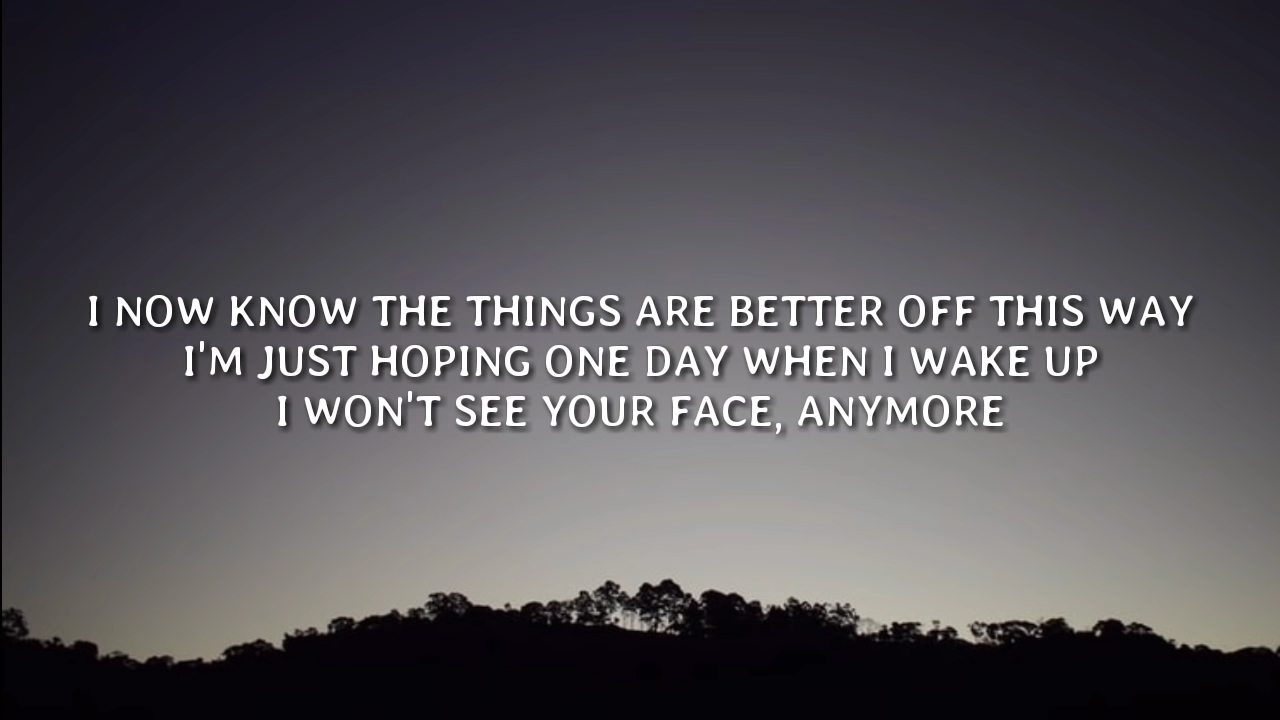 I NOW KNOW THE THINGS ARE BETTER OFF THIS WAY
I'M JUST HOPING ONE DAY WHEN I WAKE UP
I WON'T SEE YOUR FACE, ANYMORE